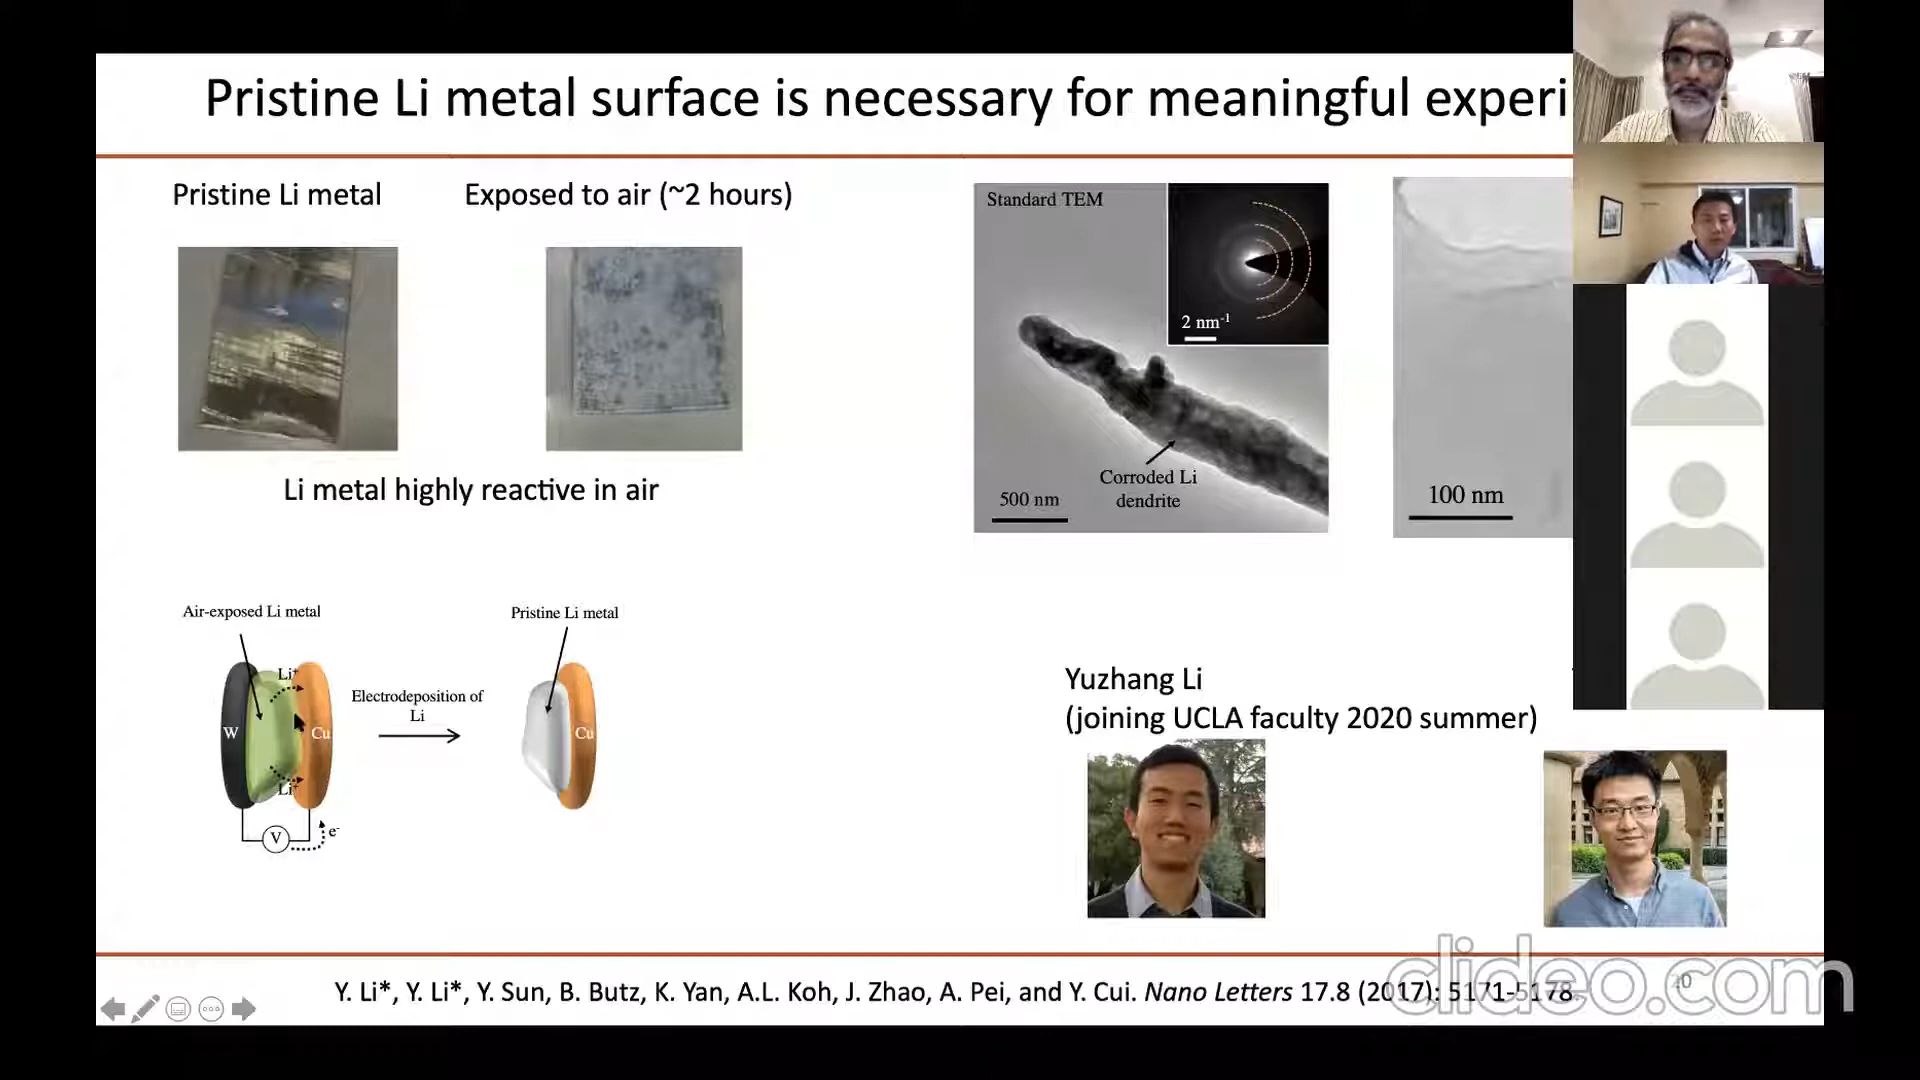 Pristine Li metal surface is necessary for meaningful experi
Pristine Li metal
Exposed to air (~2 hours)
Li metal highly reactive in air
Standard TEM
2 nm⁻¹
Corroded Li
dendrite
500 nm
100 nm
Air-exposed Li metal
Li⁺
W
Cu
Li⁺
V
e⁻
Electrodeposition of
Li
Pristine Li metal
Cu
Yuzhang Li
(joining UCLA faculty 2020 summer)
Y. Li*, Y. Li*, Y. Sun, B. Butz, K. Yan, A.L. Koh, J. Zhao, A. Pei, and Y. Cui. Nano Letters 17.8 (2017): 5171-5178.
20
clideo.com